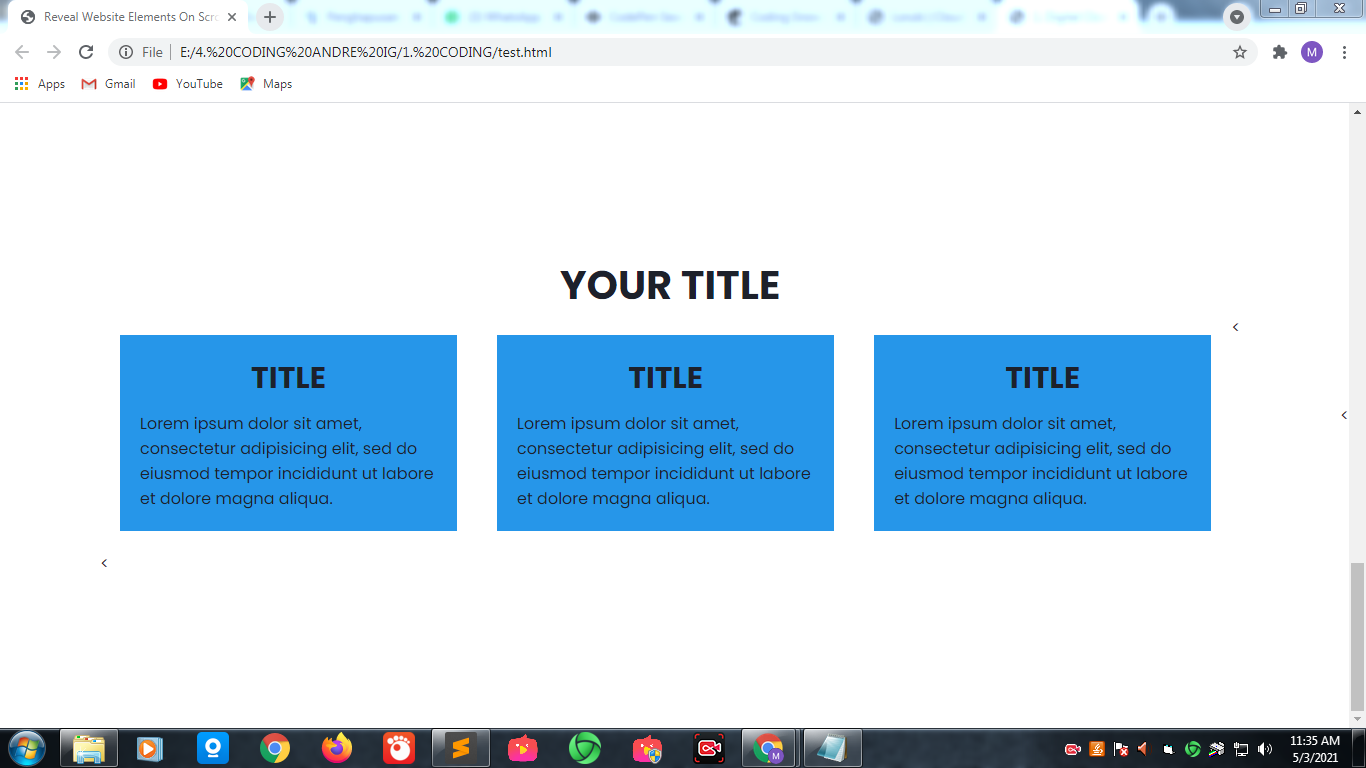 Reveal Website Elements On Scro
File
E:/4.%20CODING%20ANDRE%20IG/1.%20CODING/test.html
M
Apps
Gmail
YouTube
Maps
YOUR TITLE
<
TITLE
Lorem ipsum dolor sit amet,
consectetur adipisicing elit, sed do
eiusmod tempor incididunt ut labore
et dolore magna aliqua.
TITLE
Lorem ipsum dolor sit amet,
consectetur adipisicing elit, sed do
eiusmod tempor incididunt ut labore
et dolore magna aliqua.
TITLE
Lorem ipsum dolor sit amet,
consectetur adipisicing elit, sed do
eiusmod tempor incididunt ut labore
et dolore magna aliqua.
<
<
M
11:35 AM
5/3/2021